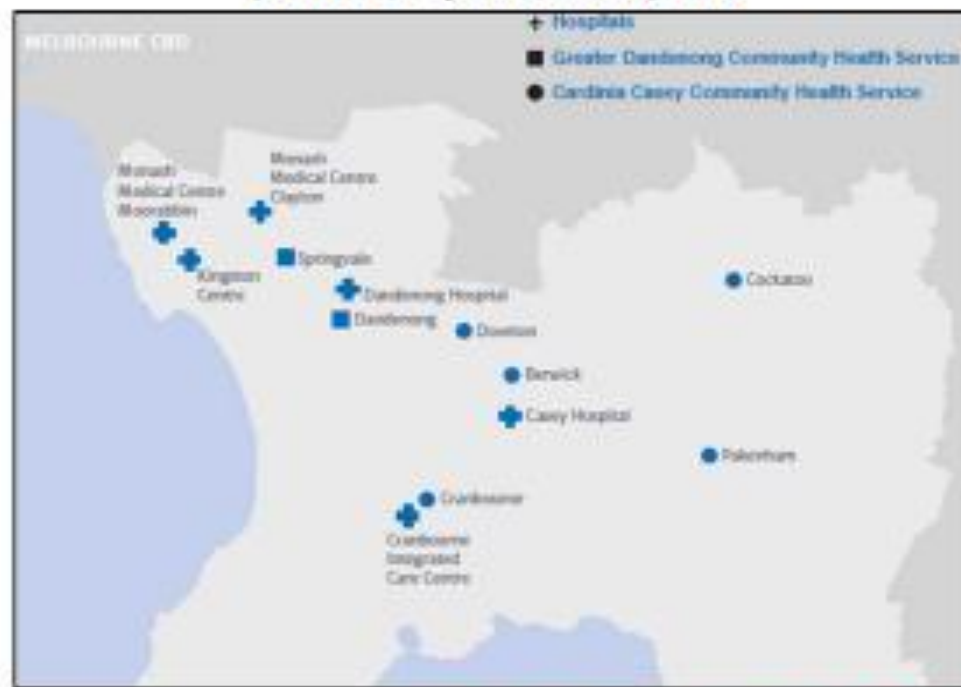 MELBOURNE CBD
Hospitals
Greater Dandenong Community Health Service
Cardinia Casey Community Health Service
Monash
Medical Centre
Moorabbin
Monash
Medical Centre
Clayton
Kingston
Centre
Springvale
Dandenong Hospital
Dandenong
Doveton
Cockatoo
Berwick
Casey Hospital
Pakenham
Cranbourne
Cranbourne
Integrated
Care Centre